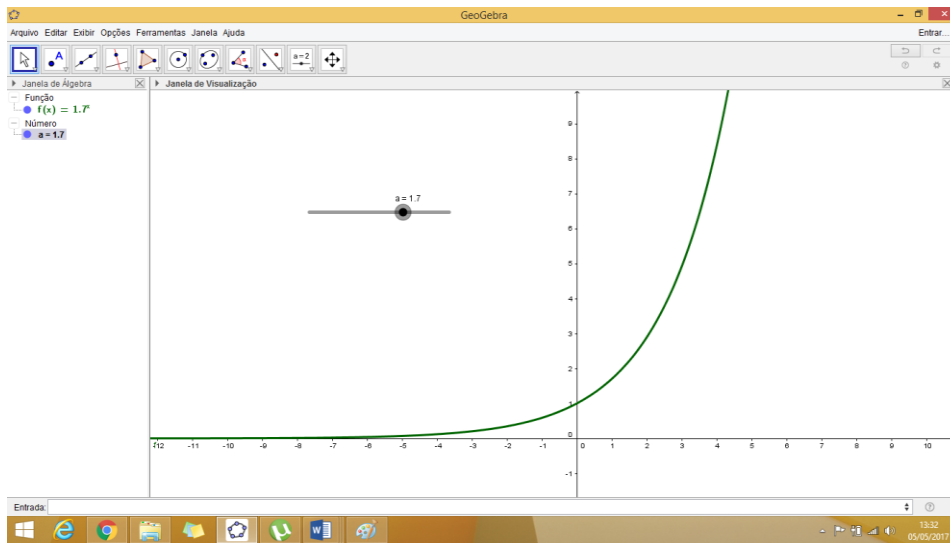 GeoGebra
Arquivo Editar Exibir Opções Ferramentas Janela Ajuda
Entrar...
A
a=2
Janela de Álgebra
Janela de Visualização
Função
f(x) = 1.7ˣ
Número
a = 1.7
a = 1.7
9
8
7
6
5
4
3
2
1
0
-12 -11 -10 -9 -8 -7 -6 -5 -4 -3 -2 -1 0 1 2 3 4 5 6 7 8 9 10
-1
Entrada:
13:32
05/05/2017